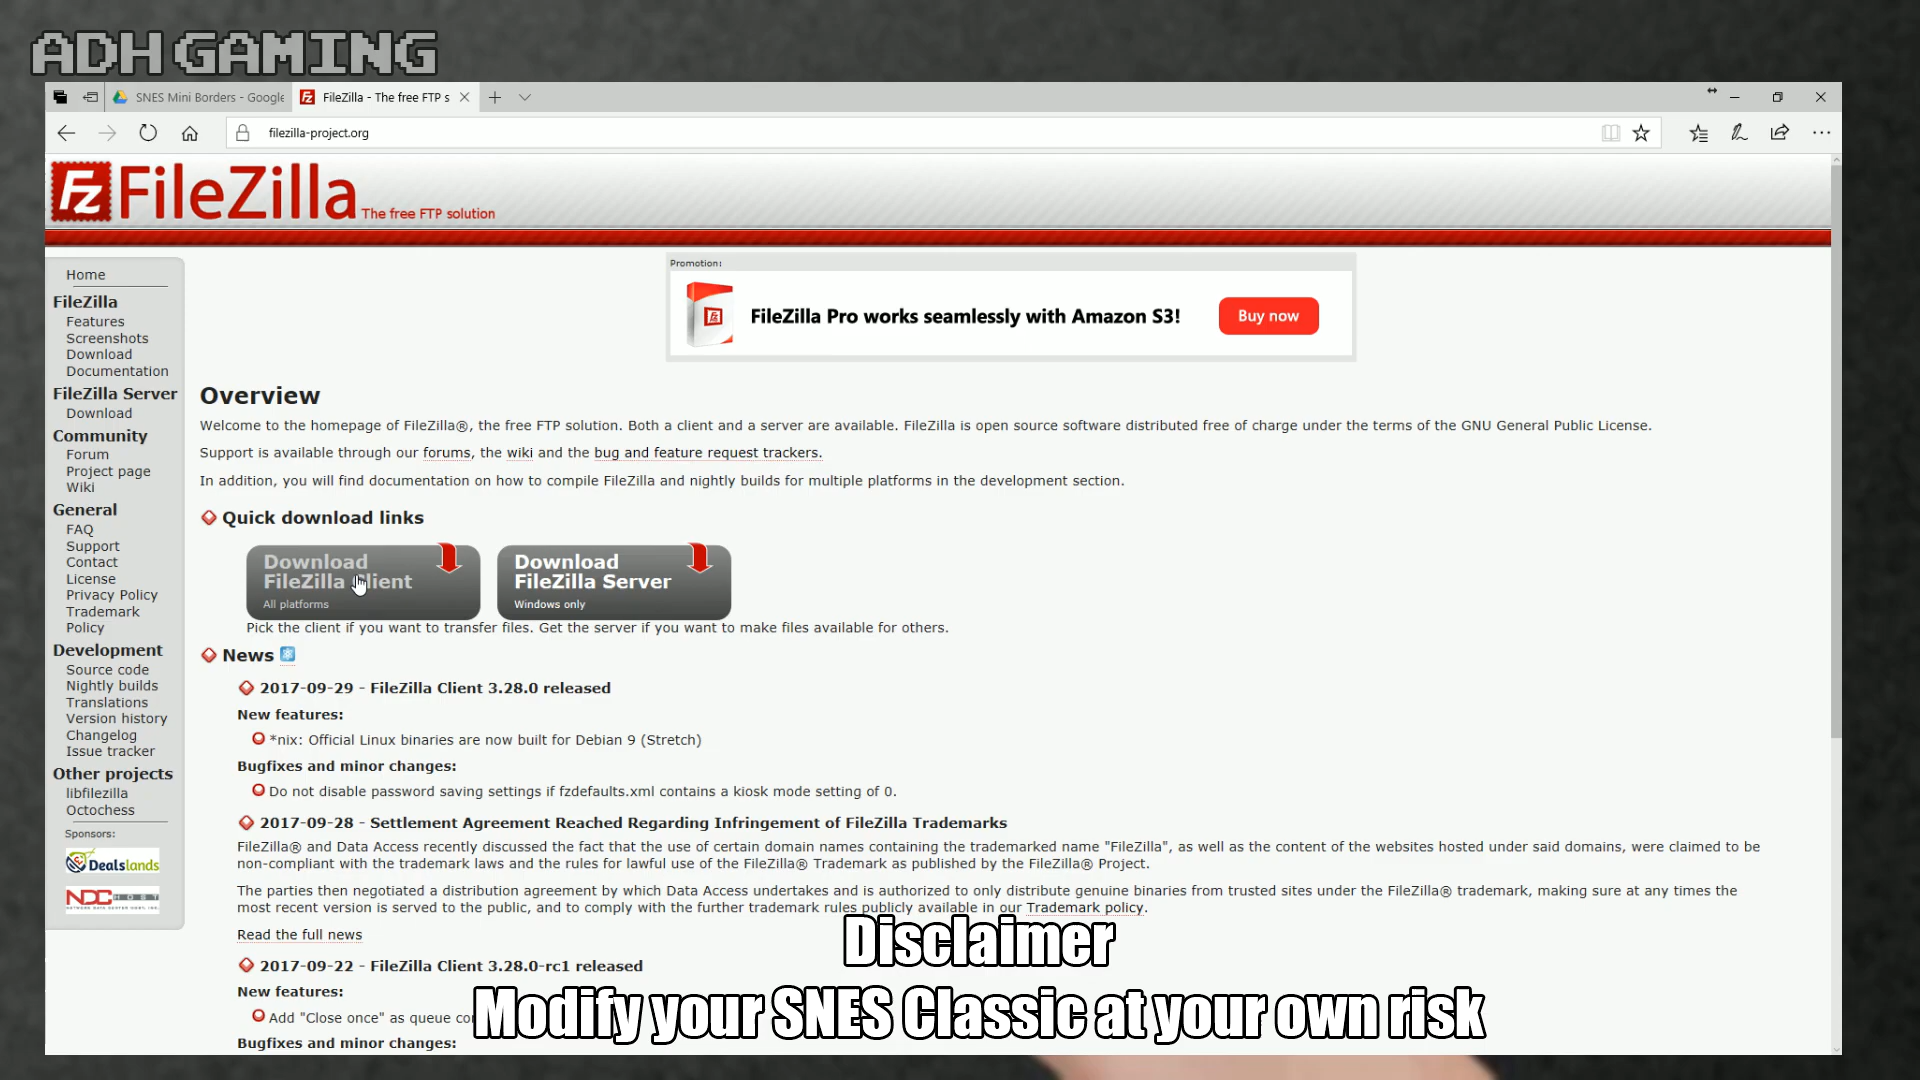 ADH GAMING
SNES Mini Borders - Google
FileZilla - The free FTP s
filezilla-project.org
Fz FileZilla The free FTP solution
Home
FileZilla
Features
Screenshots
Download
Documentation
FileZilla Server
Download
Community
Forum
Project page
Wiki
General
FAQ
Support
Contact
License
Privacy Policy
Trademark
Policy
Development
Source code
Nightly builds
Translations
Version history
Changelog
Issue tracker
Other projects
libfilezilla
Octochess
Sponsors:
Dealslands
NDC HOST
Promotion:
FileZilla Pro works seamlessly with Amazon S3!
Buy now
Overview
Welcome to the homepage of FileZilla®, the free FTP solution. Both a client and a server are available. FileZilla is open source software distributed free of charge under the terms of the GNU General Public License.
Support is available through our forums, the wiki and the bug and feature request trackers.
In addition, you will find documentation on how to compile FileZilla and nightly builds for multiple platforms in the development section.
Quick download links
Download
FileZilla Client
All platforms
Download
FileZilla Server
Windows only
Pick the client if you want to transfer files. Get the server if you want to make files available for others.
News
2017-09-29 - FileZilla Client 3.28.0 released
New features:
*nix: Official Linux binaries are now built for Debian 9 (Stretch)
Bugfixes and minor changes:
Do not disable password saving settings if fzdefaults.xml contains a kiosk mode setting of 0.
2017-09-28 - Settlement Agreement Reached Regarding Infringement of FileZilla Trademarks
FileZilla® and Data Access recently discussed the fact that the use of certain domain names containing the trademarked name "FileZilla", as well as the content of the websites hosted under said domains, were claimed to be
non-compliant with the trademark laws and the rules for lawful use of the FileZilla® Trademark as published by the FileZilla® Project.
The parties then negotiated a distribution agreement by which Data Access undertakes and is authorized to only distribute genuine binaries from trusted sites under the FileZilla® trademark, making sure at any times the
most recent version is served to the public, and to comply with the further trademark rules publicly available in our Trademark policy.
Read the full news
2017-09-22 - FileZilla Client 3.28.0-rc1 released
New features:
Add "Close once" as queue co
Bugfixes and minor changes:
Disclaimer
Modify your SNES Classic at your own risk